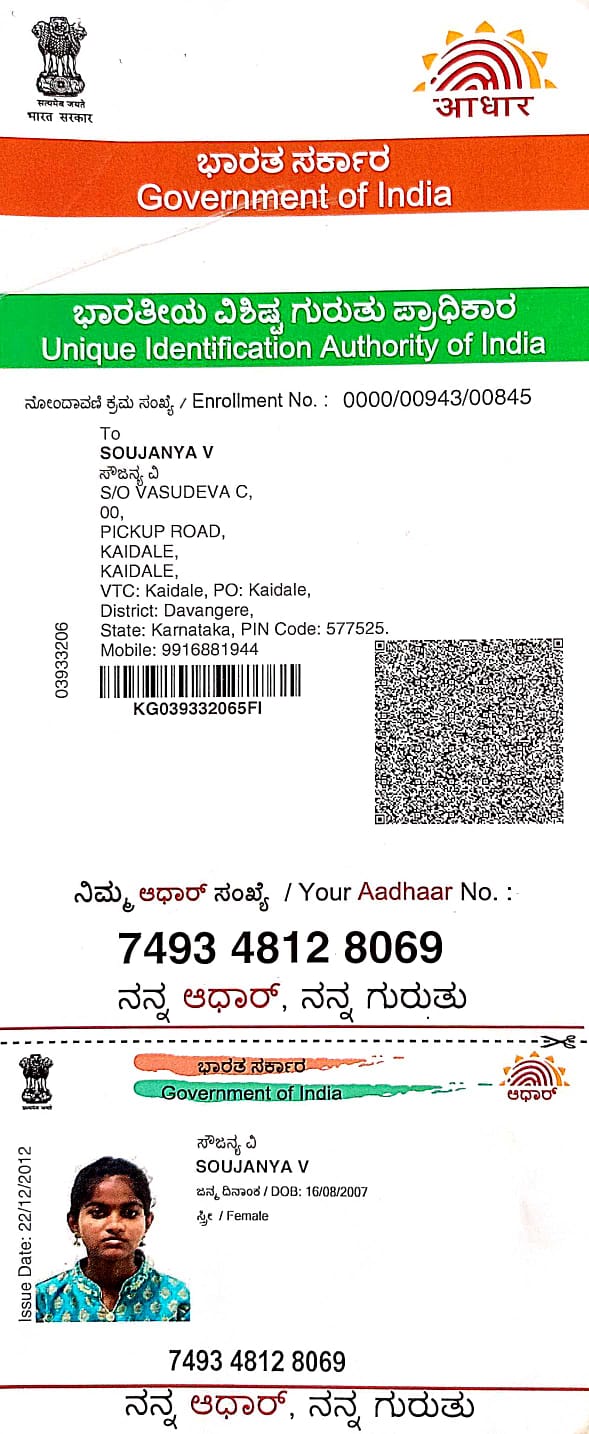 सत्यमेव जयते
भारत सरकार
आधार
ಭಾರತ ಸರ್ಕಾರ
Government of India
ಭಾರತೀಯ ವಿಶಿಷ್ಟ ಗುರುತು ಪ್ರಾಧಿಕಾರ
Unique Identification Authority of India
ನೋಂದಾವಣಿ ಕ್ರಮ ಸಂಖ್ಯೆ / Enrollment No. : 0000/00943/00845
To
SOUJANYA V
ಸೌಜನ್ಯ ವಿ
S/O VASUDEVA C,
00,
PICKUP ROAD,
KAIDALE,
KAIDALE,
VTC: Kaidale, PO: Kaidale,
District: Davangere,
State: Karnataka, PIN Code: 577525.
Mobile: 9916881944
03933206
KG039332065FI
ನಿಮ್ಮ ಆಧಾರ್ ಸಂಖ್ಯೆ / Your Aadhaar No. :
7493 4812 8069
ನನ್ನ ಆಧಾರ್, ನನ್ನ ಗುರುತು
ಭಾರತ ಸರ್ಕಾರ
Government of India
ಆಧಾರ್
ಸೌಜನ್ಯ ವಿ
SOUJANYA V
ಜನ್ಮ ದಿನಾಂಕ / DOB: 16/08/2007
ಸ್ತ್ರೀ / Female
Issue Date: 22/12/2012
7493 4812 8069
ನನ್ನ ಆಧಾರ್, ನನ್ನ ಗುರುತು